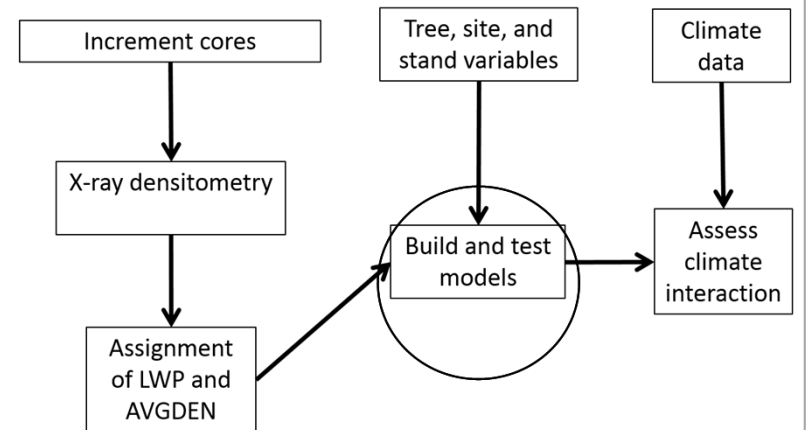 Increment cores
Tree, site, and
stand variables
Climate
data
X-ray densitometry
Build and test
models
Assess
climate
interaction
Assignment
of LWP and
AVGDEN